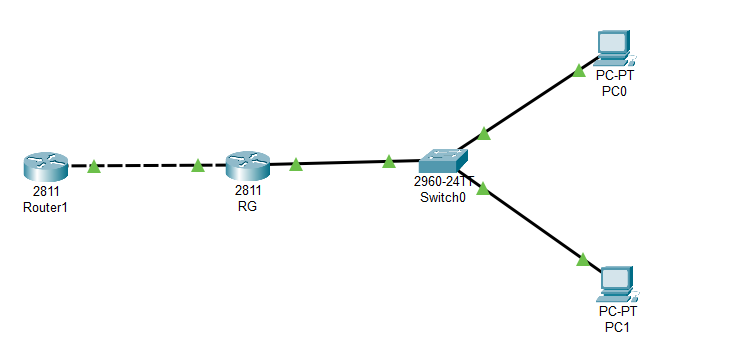 PC-PT
PC0
2811
Router1
2811
RG
2960-24TT
Switch0
PC-PT
PC1